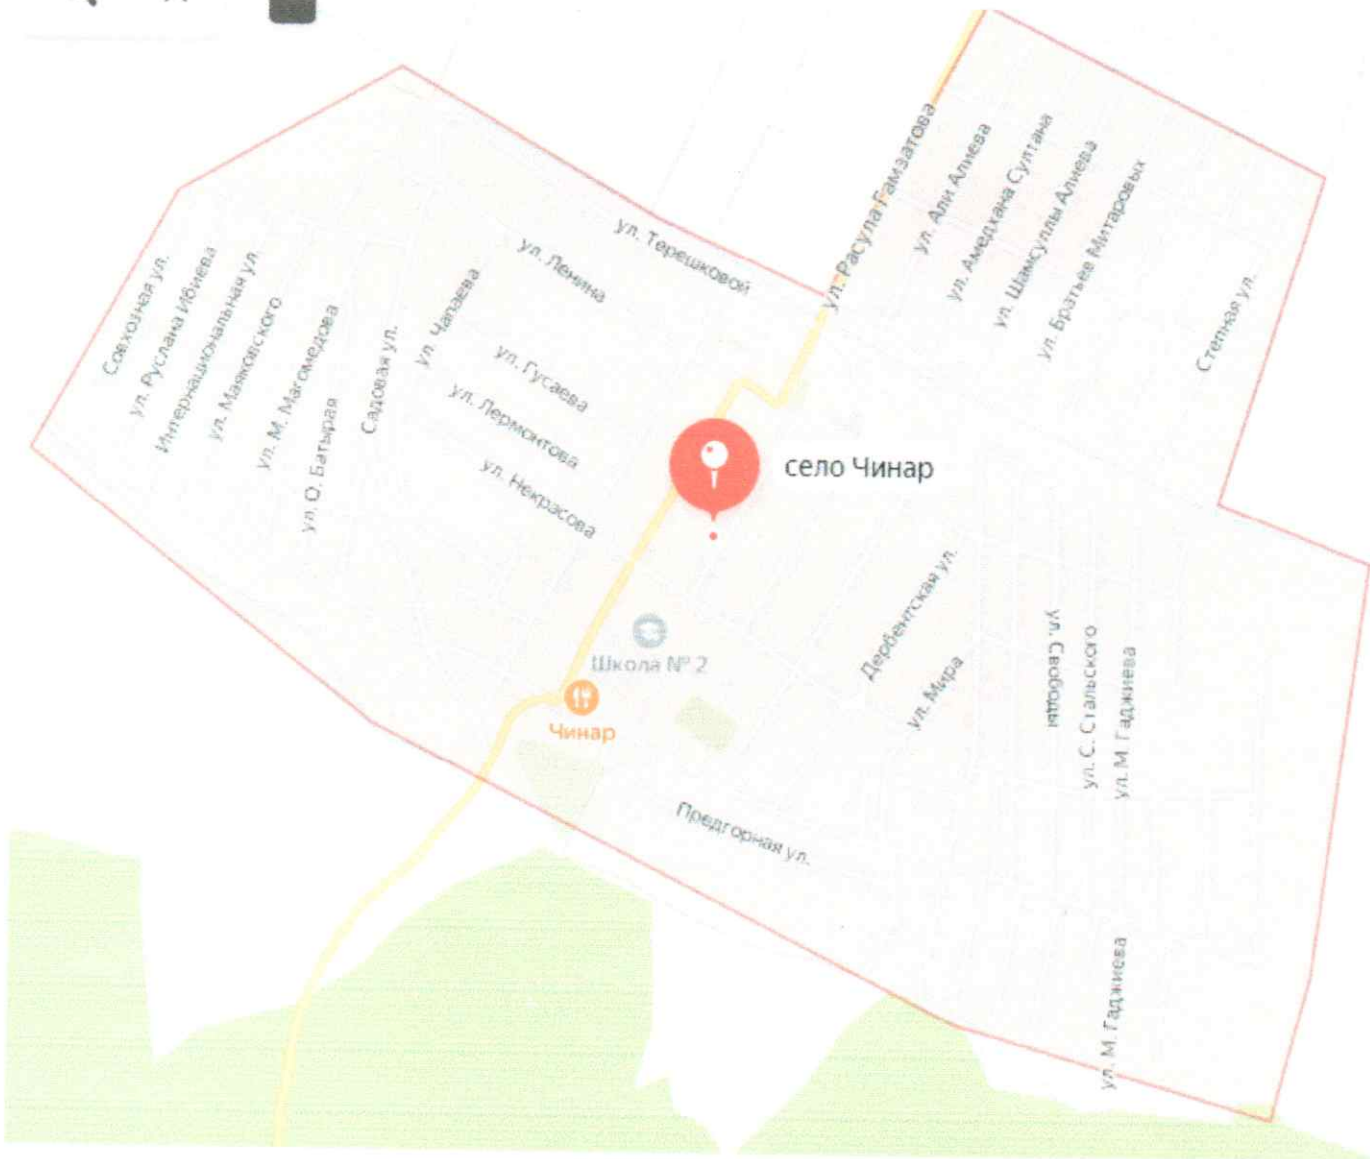 ул. Расула Гамзатова
ул. Али Алиева
ул. Амедхана Султана
ул. Шамсуллы Алиева
ул. Братьев Митаровых
Степная ул.
ул. Терешковой
ул. Ленина
Совхозная ул.
ул. Руслана Ибиева
Интернациональная ул.
ул. Маяковского
ул. М. Магомедова
ул. О. Батырая
Садовая ул.
ул. Чапаева
ул. Гусаева
ул. Лермонтова
ул. Некрасова
село Чинар
Дербентская ул.
ул. Мира
ул. Свободы
ул. С. Стальского
ул. М. Гаджиева
Школа № 2
Чинар
Предгорная ул.
ул. М. Гаджиева